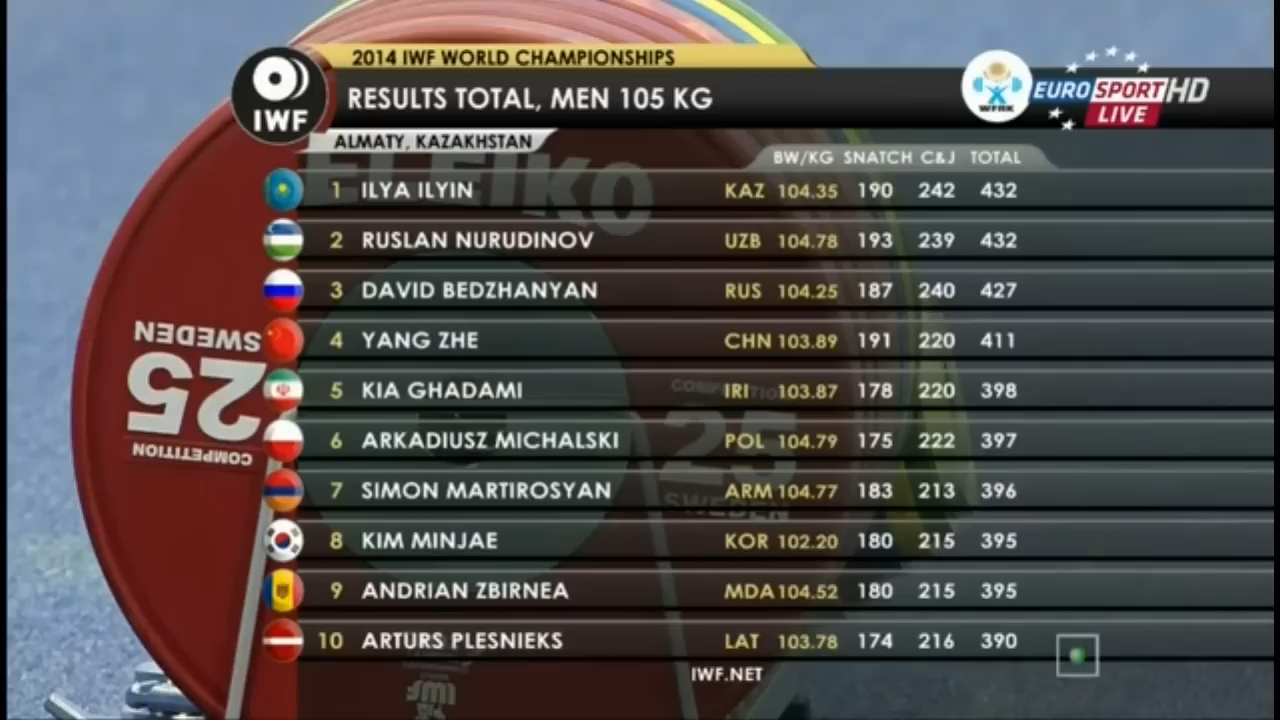 2014 IWF WORLD CHAMPIONSHIPS
IWF
RESULTS TOTAL, MEN 105 KG
WFRK
EUROSPORT HD
LIVE
ALMATY, KAZAKHSTAN
ELEIKO
BW/KG SNATCH C&J TOTAL
1 ILYA ILYIN KAZ 104.35 190 242 432
2 RUSLAN NURUDINOV UZB 104.78 193 239 432
3 DAVID BEDZHANYAN RUS 104.25 187 240 427
4 YANG ZHE CHN 103.89 191 220 411
5 KIA GHADAMI IRI 103.87 178 220 398
6 ARKADIUSZ MICHALSKI POL 104.79 175 222 397
7 SIMON MARTIROSYAN ARM 104.77 183 213 396
8 KIM MINJAE KOR 102.20 180 215 395
9 ANDRIAN ZBIRNEA MDA 104.52 180 215 395
10 ARTURS PLESNIEKS LAT 103.78 174 216 390
IWF.NET
COMPETITION
25
SWEDEN
COMPETITION
25
SWEDEN
IWF